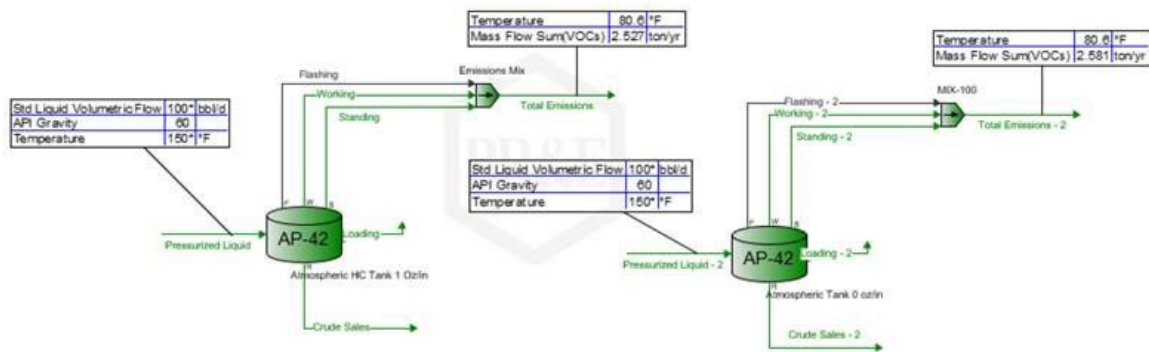 Temperature 80.6 °F
Mass Flow Sum(VOCs) 2.527 ton/yr
Emissions Mix
Flashing
Working
Standing
Total Emissions
Std Liquid Volumetric Flow 100* bbl/d
API Gravity 60
Temperature 150* °F
F W S
AP-42
Pressurized Liquid
Loading
R
Atmospheric HC Tank 1 Oz/in
Crude Sales
Temperature 80.6 °F
Mass Flow Sum(VOCs) 2.581 ton/yr
MIX-100
Flashing - 2
Working - 2
Standing - 2
Total Emissions - 2
Std Liquid Volumetric Flow 100* bbl/d
API Gravity 60
Temperature 150* °F
F W S
AP-42
Pressurized Liquid - 2
Loading - 2
R
Atmospheric Tank 0 oz/in
Crude Sales - 2